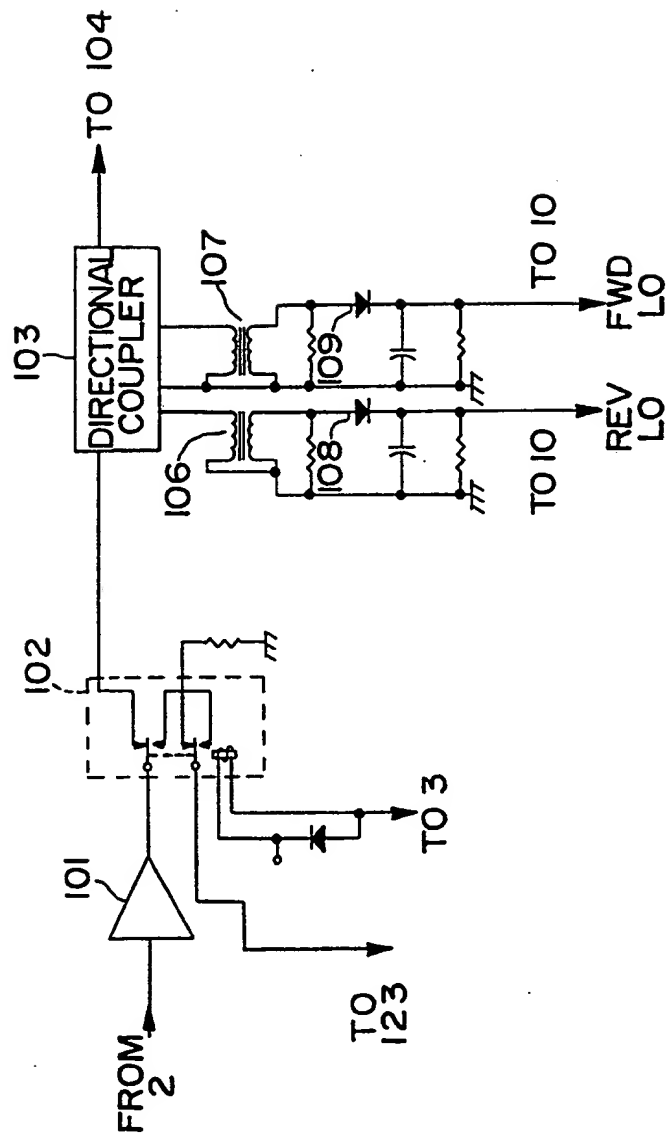 TO 104
103
DIRECTIONAL
COUPLER
107
106
109
108
TO 10
FWD
LO
TO 10
REV
LO
102
101
FROM
2
TO
123
TO 3